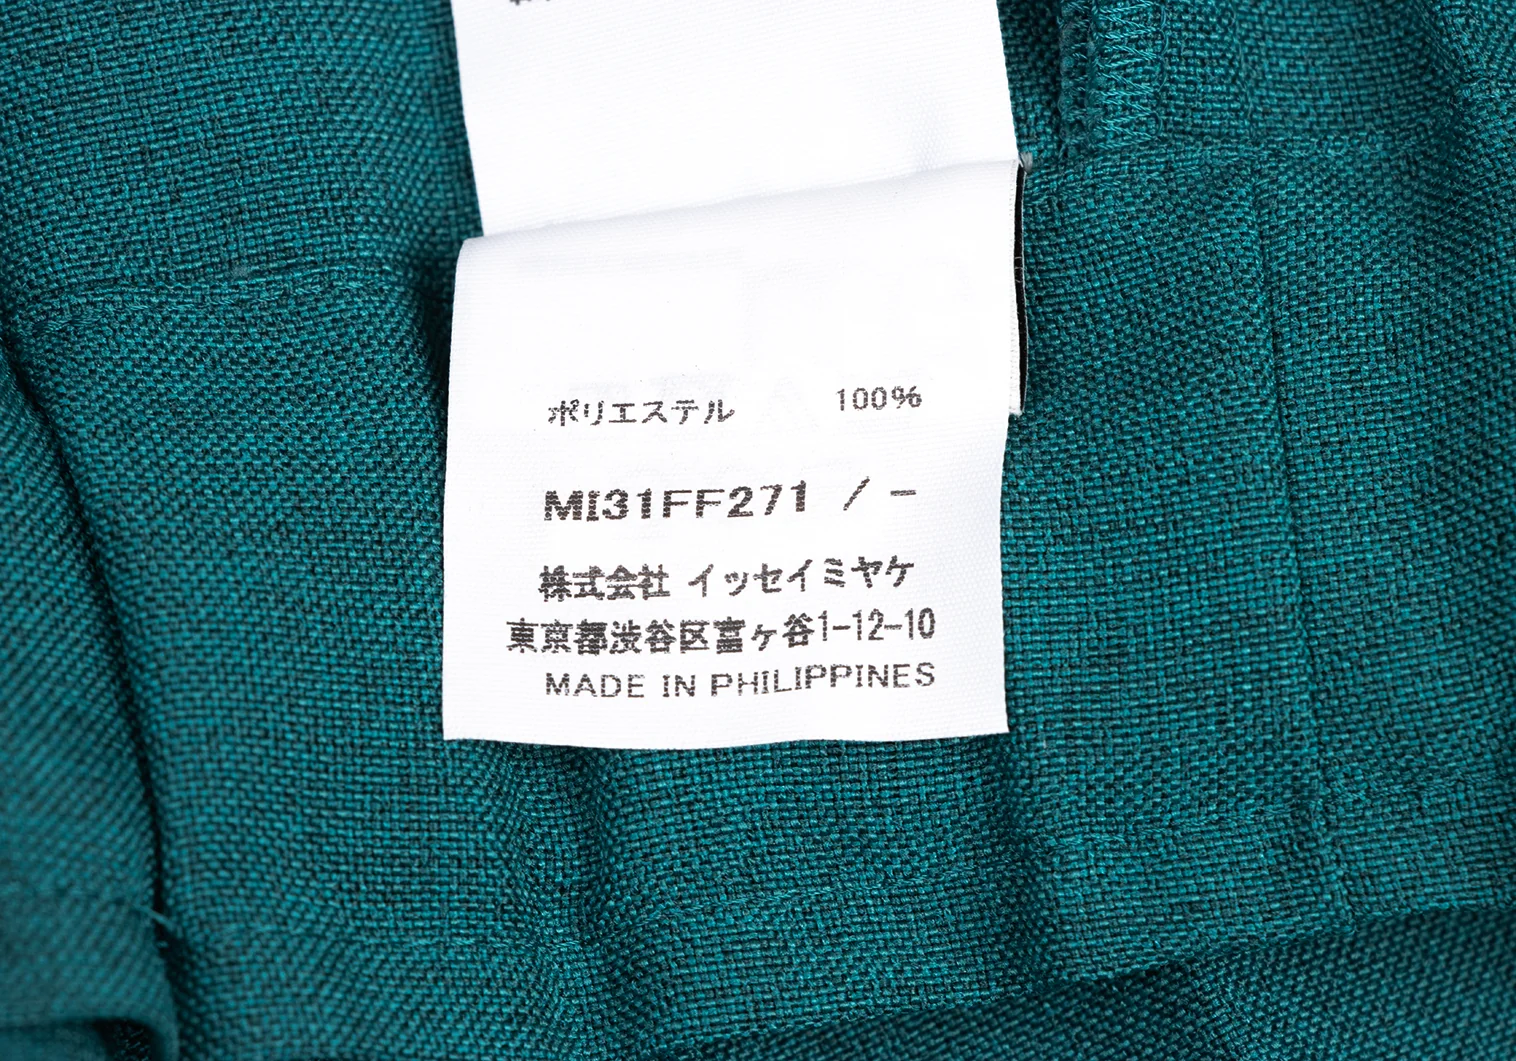 ポリエステル 100%
MI31FF271 / -
株式会社 イッセイミヤケ
東京都渋谷区富ヶ谷1-12-10
MADE IN PHILIPPINES